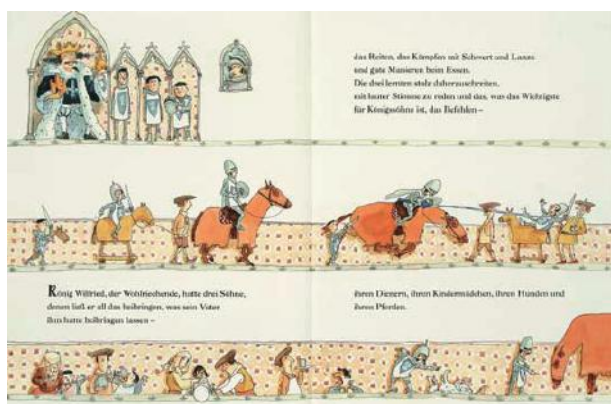 König Wilfried, der Wohlriechende, hatte drei Söhne,
denen ließ er all das beibringen, was sein Vater
ihm hatte beibringen lassen –
das Reiten, das Kämpfen mit Schwert und Lanze
und gute Manieren beim Essen.
Die drei lernten stolz daherzuschreiten,
mit lauter Stimme zu reden und das, was das Wichtigste
für Königssöhne ist, das Befehlen –
ihren Dienern, ihren Kindermädchen, ihren Hunden und
ihren Pferden.